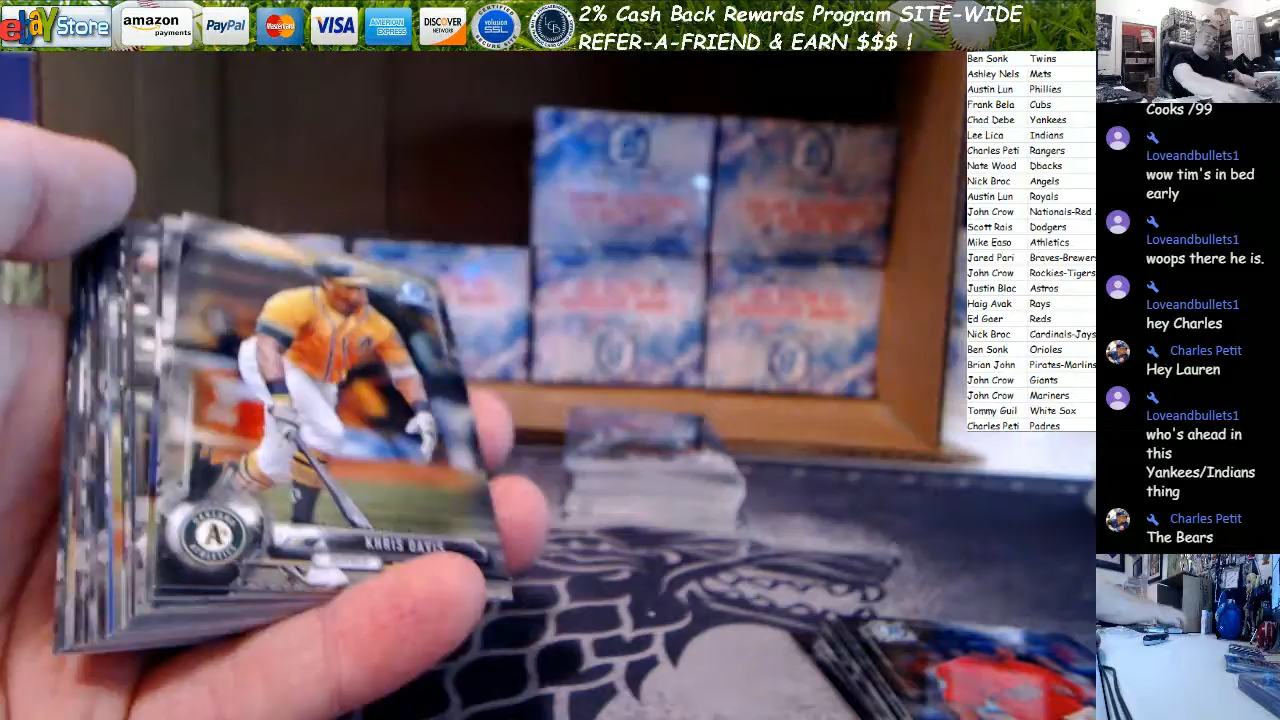 ebay Store
amazon
payments
PayPal
MasterCard
VISA
AMERICAN
EXPRESS
DISCOVER
NETWORK
CERTIFIED
volusion
SSL
SECURE SITE
2% Cash Back Rewards Program SITE-WIDE
REFER-A-FRIEND & EARN $$$ !
Ben Sonk Twins
Ashley Nels Mets
Austin Lun Phillies
Frank Bela Cubs
Chad Debe Yankees
Lee Lica Indians
Charles Peti Rangers
Nate Wood Dbacks
Nick Broc Angels
Austin Lun Royals
John Crow Nationals-Red
Scott Rais Dodgers
Mike Easo Athletics
Jared Pari Braves-Brewers
John Crow Rockies-Tigers
Justin Blac Astros
Haig Avak Rays
Ed Gaer Reds
Nick Broc Cardinals-Jays
Ben Sonk Orioles
Brian John Pirates-Marlins
John Crow Giants
John Crow Mariners
Tommy Guil White Sox
Charles Peti Padres
Cooks /99
Loveandbullets1
wow tim's in bed
early
Loveandbullets1
woops there he is.
Loveandbullets1
hey Charles
Charles Petit
Hey Lauren
Loveandbullets1
who's ahead in
this
Yankees/Indians
thing
Charles Petit
The Bears
A's
KHRIS DAVIS